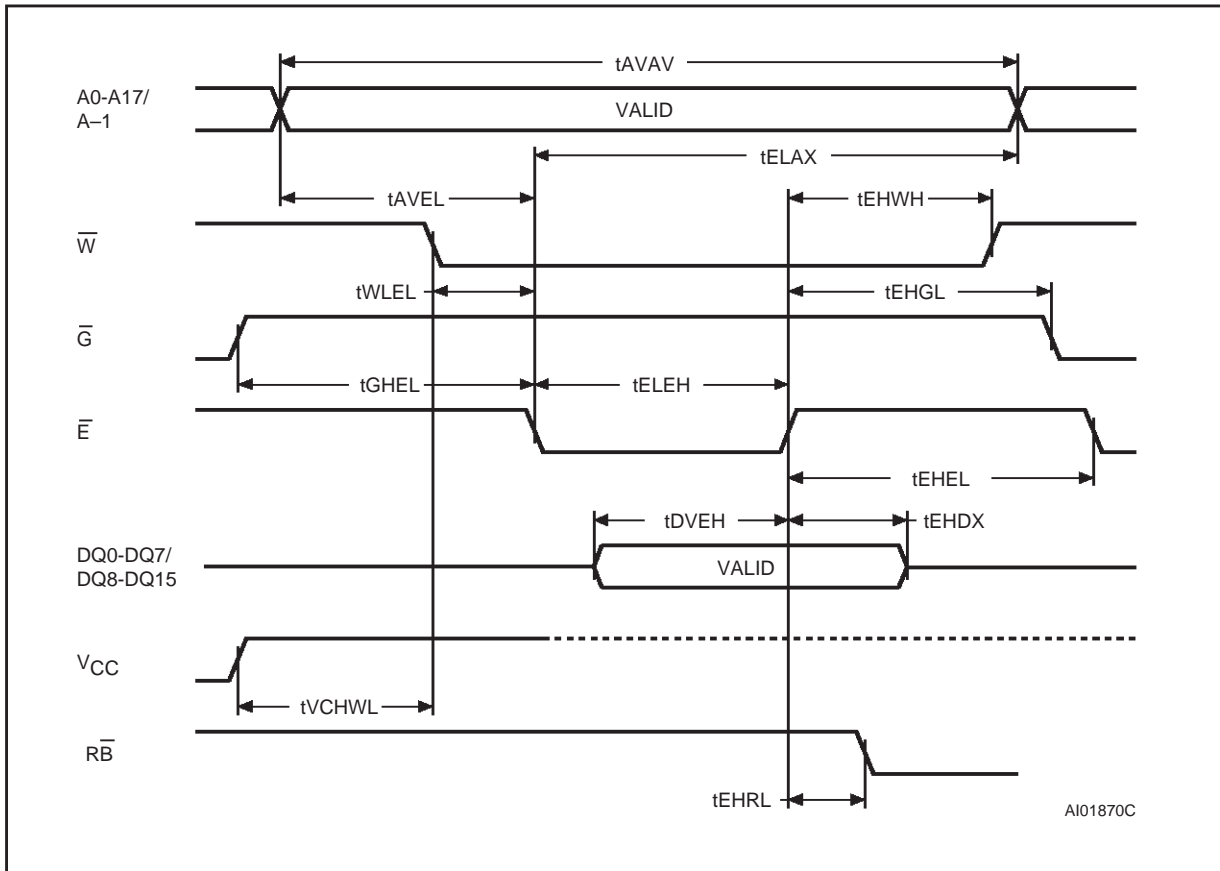 tAVAV
A0-A17/
A–1
VALID
tELAX
tAVEL
tEHWH
W̅
tWLEL
tEHGL
G̅
tGHEL
tELEH
E̅
tEHEL
tDVEH
tEHDX
DQ0-DQ7/
DQ8-DQ15
VALID
VCC
tVCHWL
RB̅
tEHRL
AI01870C